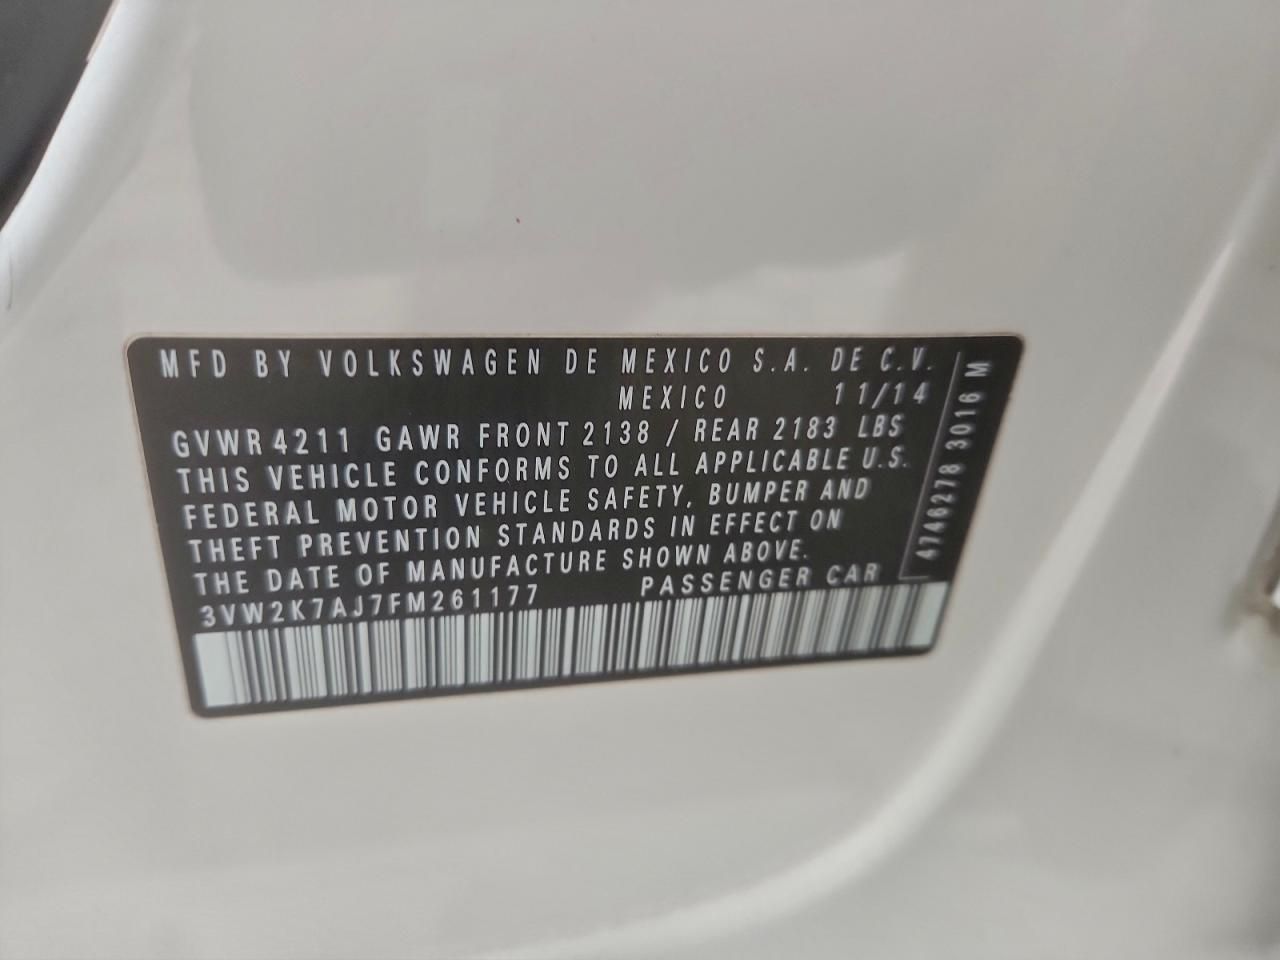 MFD BY VOLKSWAGEN DE MEXICO S.A. DE C.V.
MEXICO 11/14
GVWR 4211 GAWR FRONT 2138 / REAR 2183 LBS
THIS VEHICLE CONFORMS TO ALL APPLICABLE U.S.
FEDERAL MOTOR VEHICLE SAFETY, BUMPER AND
THEFT PREVENTION STANDARDS IN EFFECT ON
THE DATE OF MANUFACTURE SHOWN ABOVE.
3VW2K7AJ7FM261177 PASSENGER CAR
4746278 3016 M